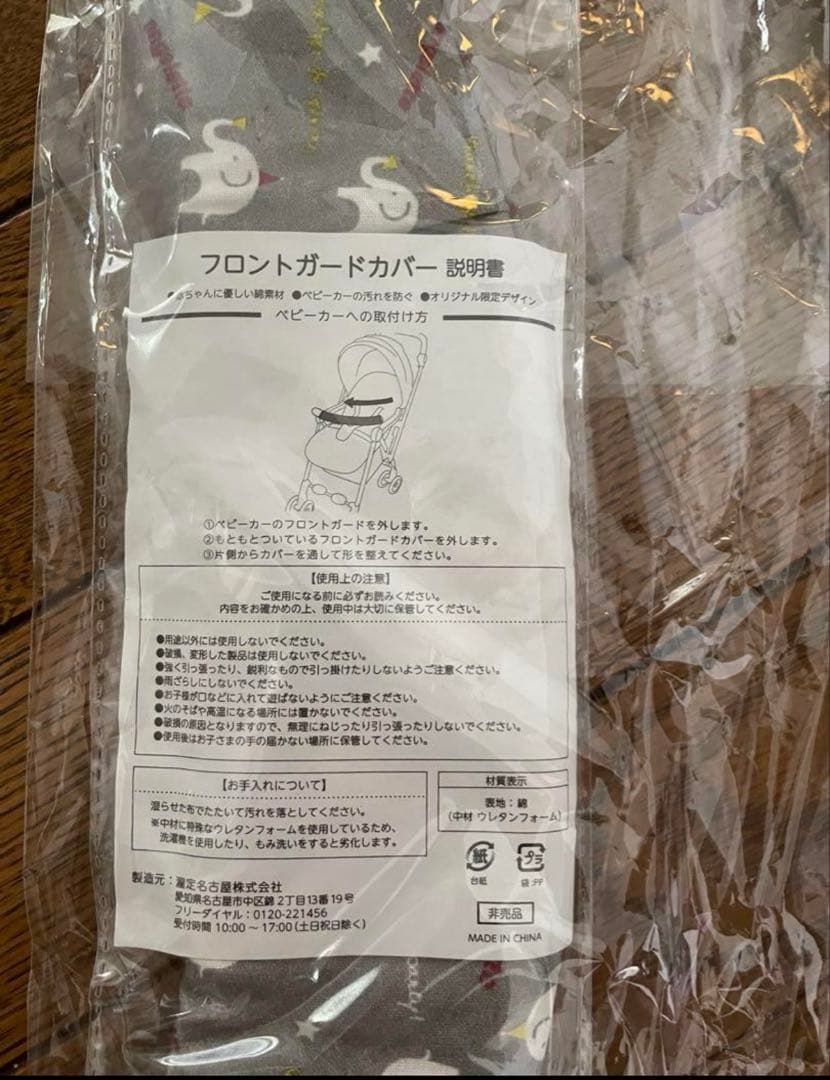 フロントガードカバー 説明書
ちゃんに優しい綿素材 ●ベビーカーの汚れを防ぐ ●オリジナル限定デザイン
ベビーカーへの取付け方
①ベビーカーのフロントガードを外します。
②もともとついているフロントガードカバーを外します。
③片側からカバーを通して形を整えてください。
【使用上の注意】
ご使用になる前に必ずお読みください。
内容をお確かめの上、使用中は大切に保管してください。
●用途以外には使用しないでください。
●破損、変形した製品は使用しないでください。
●強く引っ張ったり、鋭利なもので引っ掛けたりしないようご注意ください。
●雨ざらしにしないでください。
●お子様が口などに入れて遊ばないようにご注意ください。
●火のそばや高温になる場所には置かないでください。
●破損の原因となりますので、無理にねじったり引っ張ったりしないでください。
●使用後はお子さまの手の届かない場所に保管してください。
【お手入れについて】
湿らせた布でたたいて汚れを落としてください。
※中材に特殊なウレタンフォームを使用しているため、
洗濯機を使用したり、もみ洗いをすると劣化します。
材質表示
表地：綿
(中材 ウレタンフォーム)
紙
台紙
プラ
袋:PP
製造元：瀧定名古屋株式会社
愛知県名古屋市中区錦 2丁目13番19号
フリーダイヤル：0120-221456
受付時間 10:00 ～ 17:00 (土日祝日除く)
非売品
MADE IN CHINA
party!